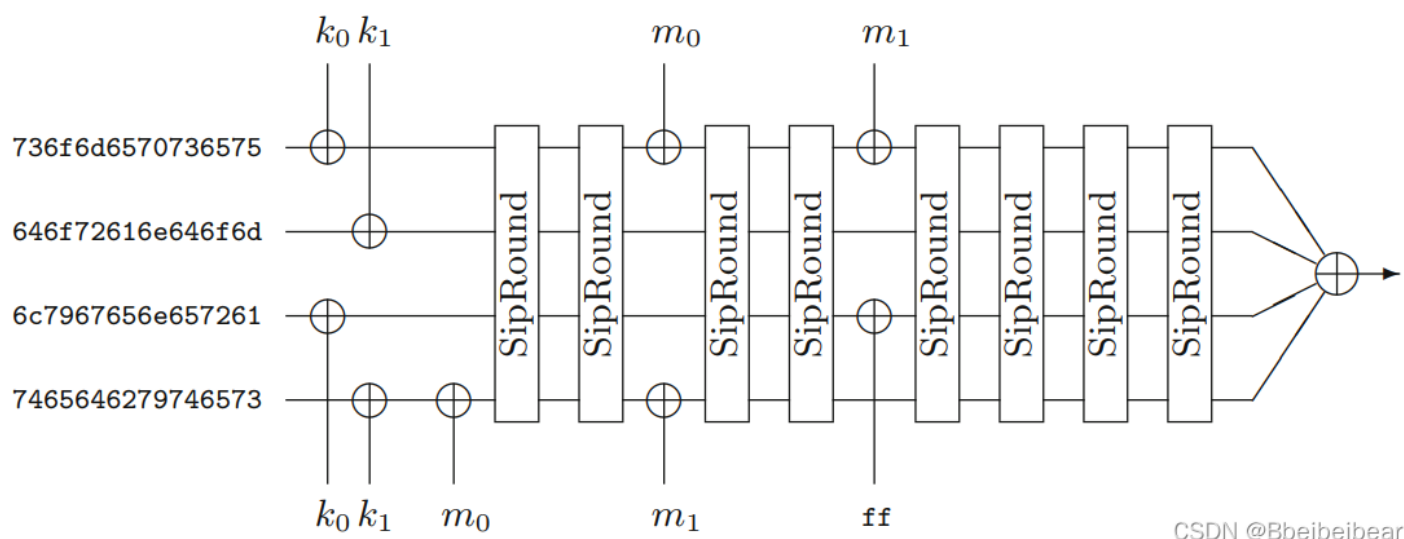 k₀ k₁ m₀ m₁
736f6d6570736575
646f72616e646f6d
6c7967656e657261
7465646279746573
SipRound SipRound SipRound SipRound SipRound SipRound SipRound SipRound
k₀ k₁ m₀ m₁ ff
CSDN @Bbeibeibear